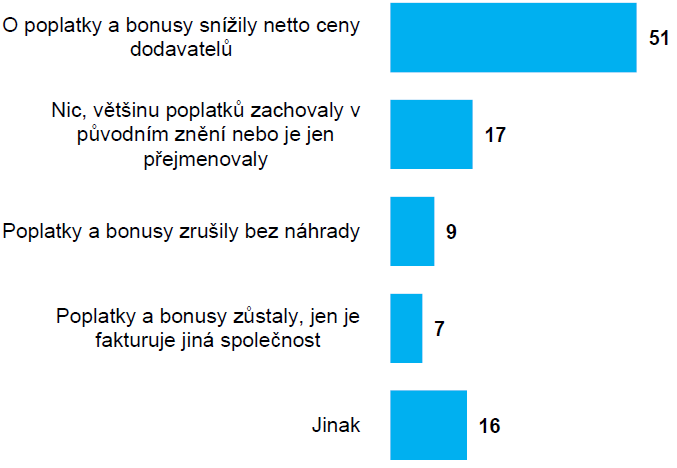 O poplatky a bonusy snížily netto ceny
dodavatelů
51
Nic, většinu poplatků zachovaly v
původním znění nebo je jen
přejmenovaly
17
Poplatky a bonusy zrušily bez náhrady
9
Poplatky a bonusy zůstaly, jen je
fakturuje jiná společnost
7
Jinak
16